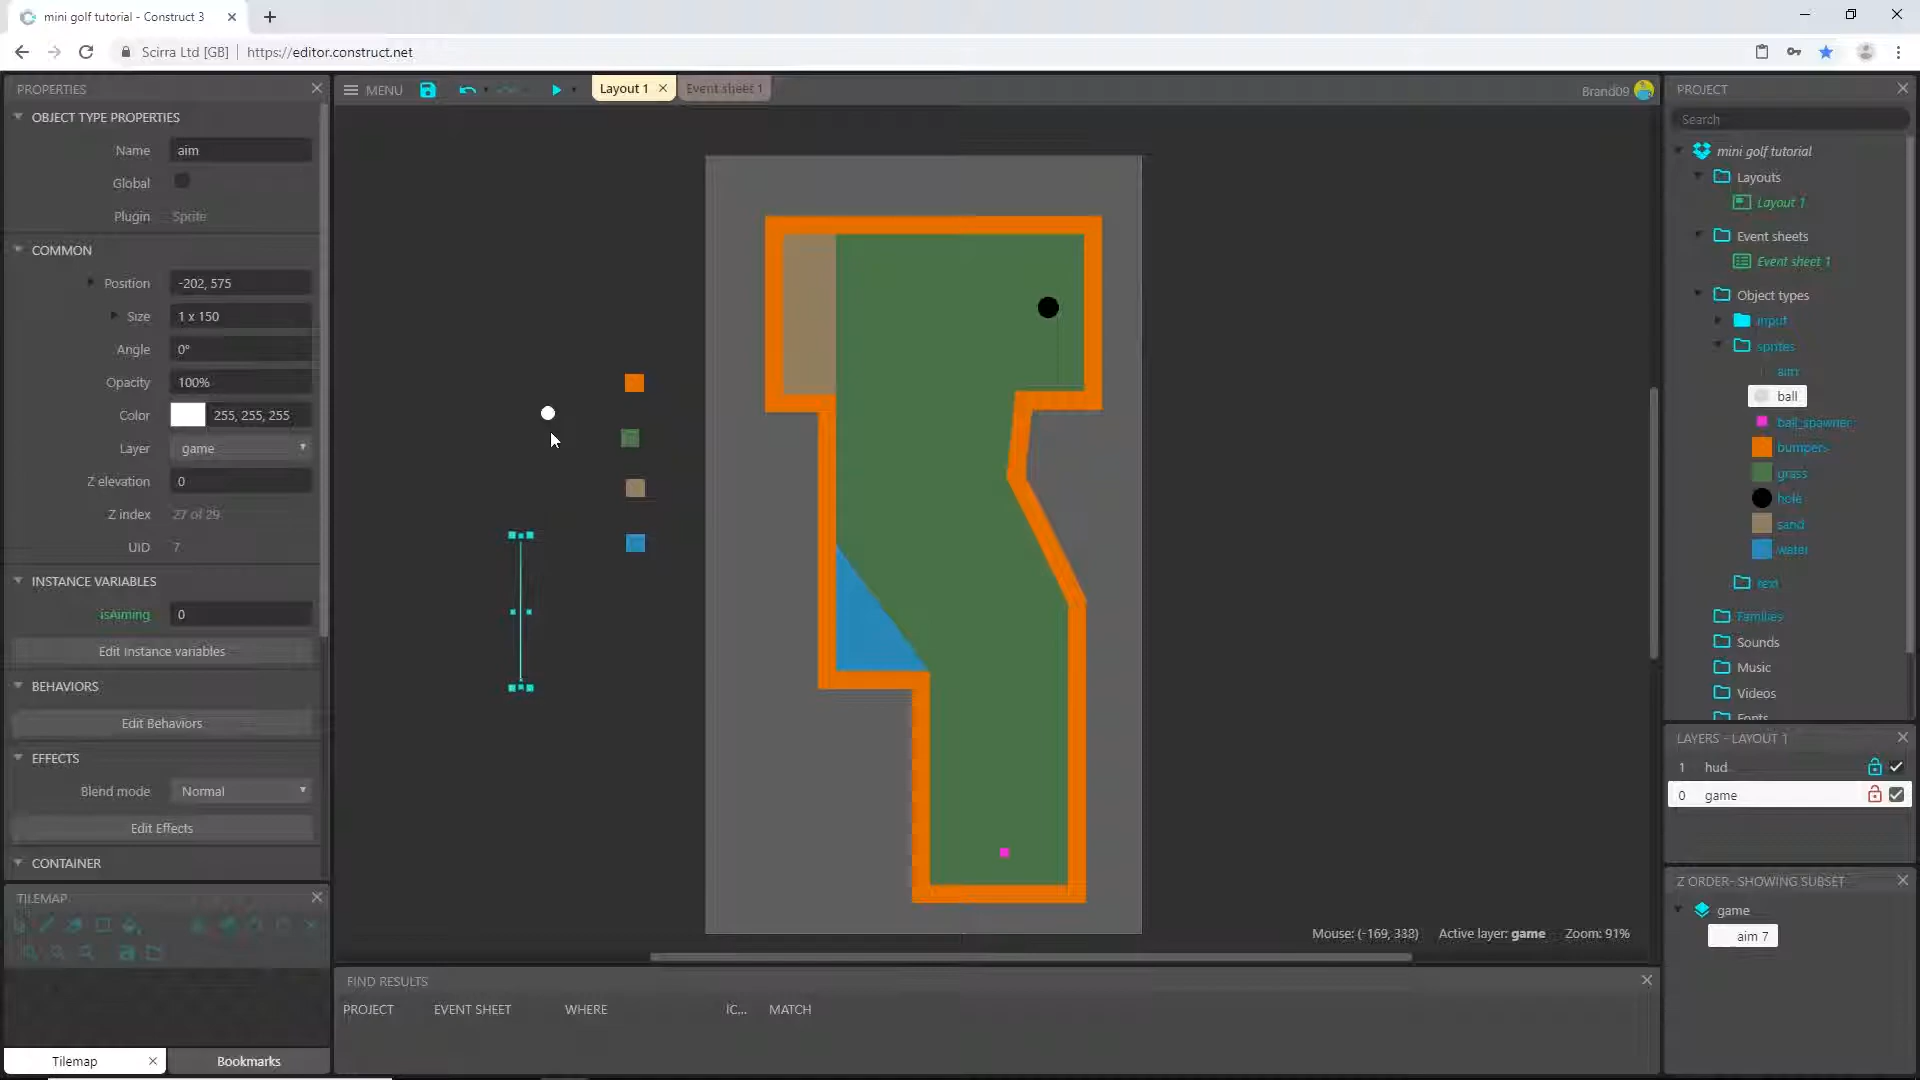 mini golf tutorial - Construct 3
Scirra Ltd [GB]
https://editor.construct.net
PROPERTIES
OBJECT TYPE PROPERTIES
Name aim
Global
Plugin Sprite
COMMON
Position -202, 575
Size 1 x 150
Angle 0°
Opacity 100%
Color 255, 255, 255
Layer game
Z elevation 0
Z index 27 of 29
UID 7
INSTANCE VARIABLES
isAiming 0
Edit Instance variables
BEHAVIORS
Edit Behaviors
EFFECTS
Blend mode Normal
Edit Effects
CONTAINER
TILEMAP
Tilemap
Bookmarks
MENU
Layout 1
Event sheet 1
Brand09
Mouse: (-169, 338) Active layer: game Zoom: 91%
FIND RESULTS
PROJECT EVENT SHEET WHERE IC... MATCH
PROJECT
Search
mini golf tutorial
Layouts
Layout 1
Event sheets
Event sheet 1
Object types
input
sprites
aim
ball
ball_spawner
bumpers
grass
hole
sand
water
text
Families
Sounds
Music
Videos
Fonts
LAYERS - LAYOUT 1
1 hud
0 game
Z ORDER- SHOWING SUBSET
game
aim 7